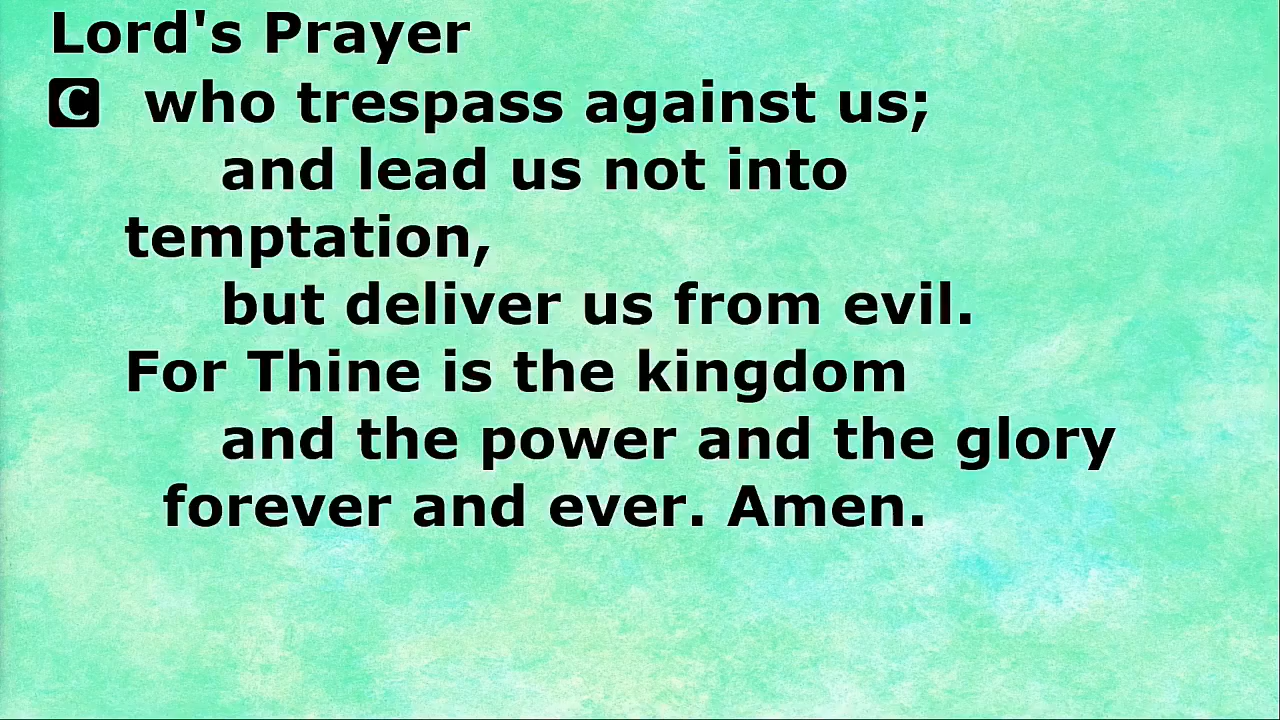 Lord's Prayer
C who trespass against us;
and lead us not into
temptation,
but deliver us from evil.
For Thine is the kingdom
and the power and the glory
forever and ever. Amen.